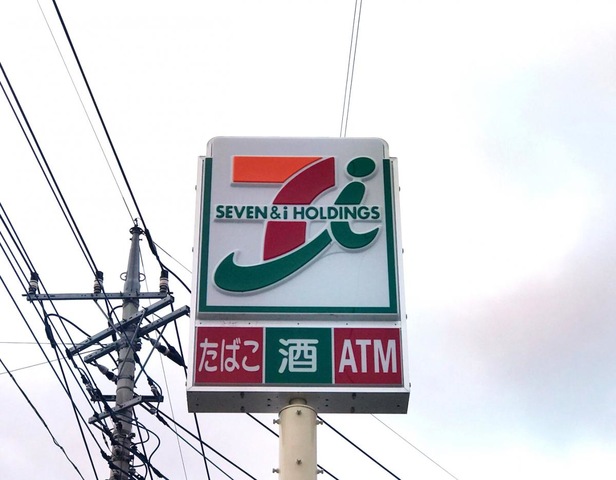 7i
SEVEN & i HOLDINGS
たばこ 酒 ATM